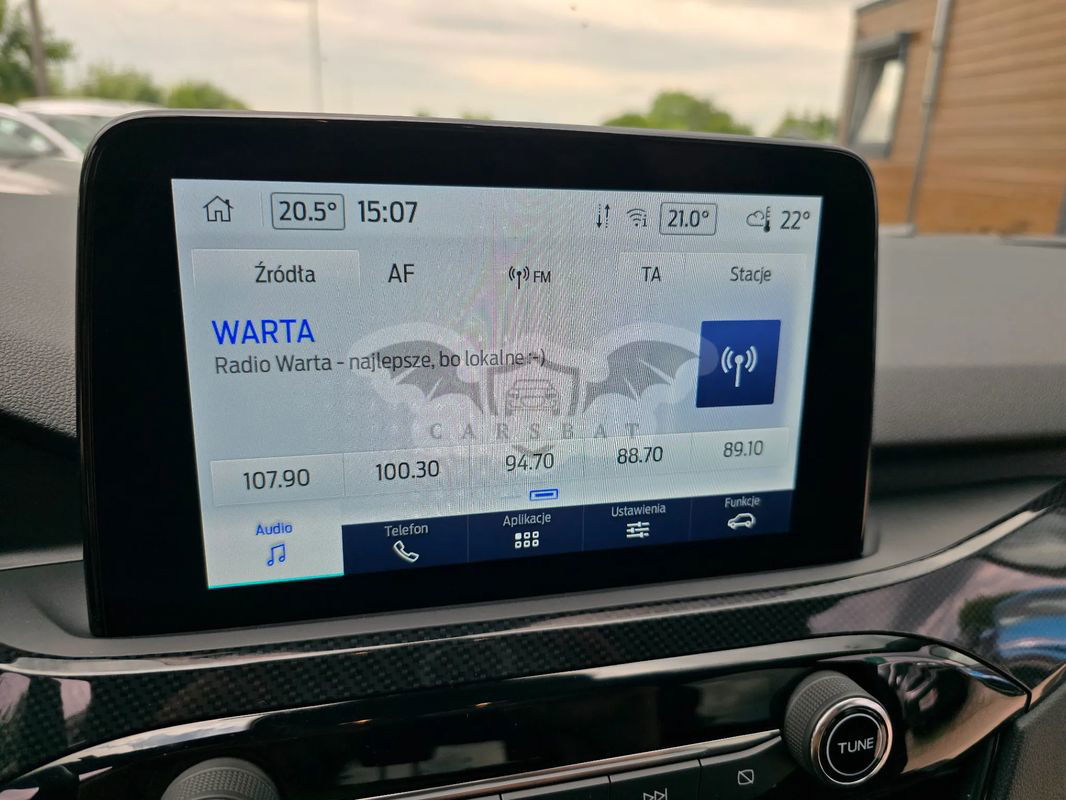 20.5° 15:07 21.0° 22°
Źródła AF FM TA Stacje
WARTA
Radio Warta - najlepsze, bo lokalne :-)
CARSBAT
107.90 100.30 94.70 88.70 89.10
Audio Telefon Aplikacje Ustawienia Funkcje
TUNE